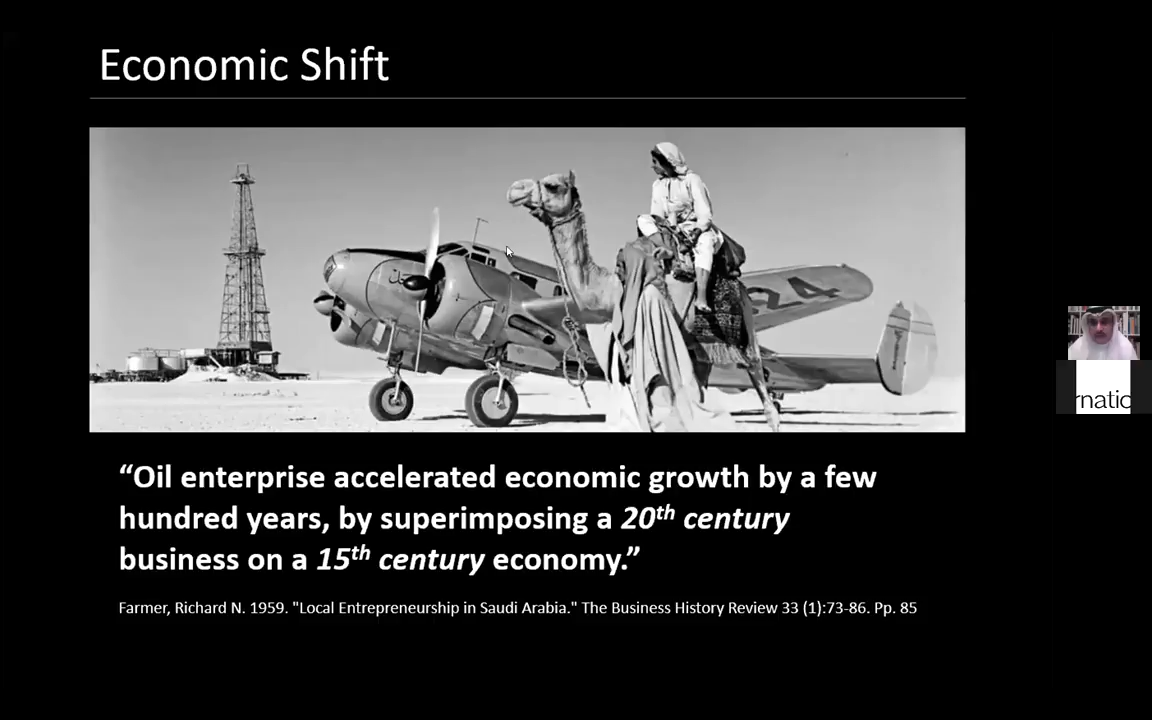 Economic Shift
24
“Oil enterprise accelerated economic growth by a few
hundred years, by superimposing a 20th century
business on a 15th century economy.”
Farmer, Richard N. 1959. "Local Entrepreneurship in Saudi Arabia." The Business History Review 33 (1):73-86. Pp. 85
rnatic